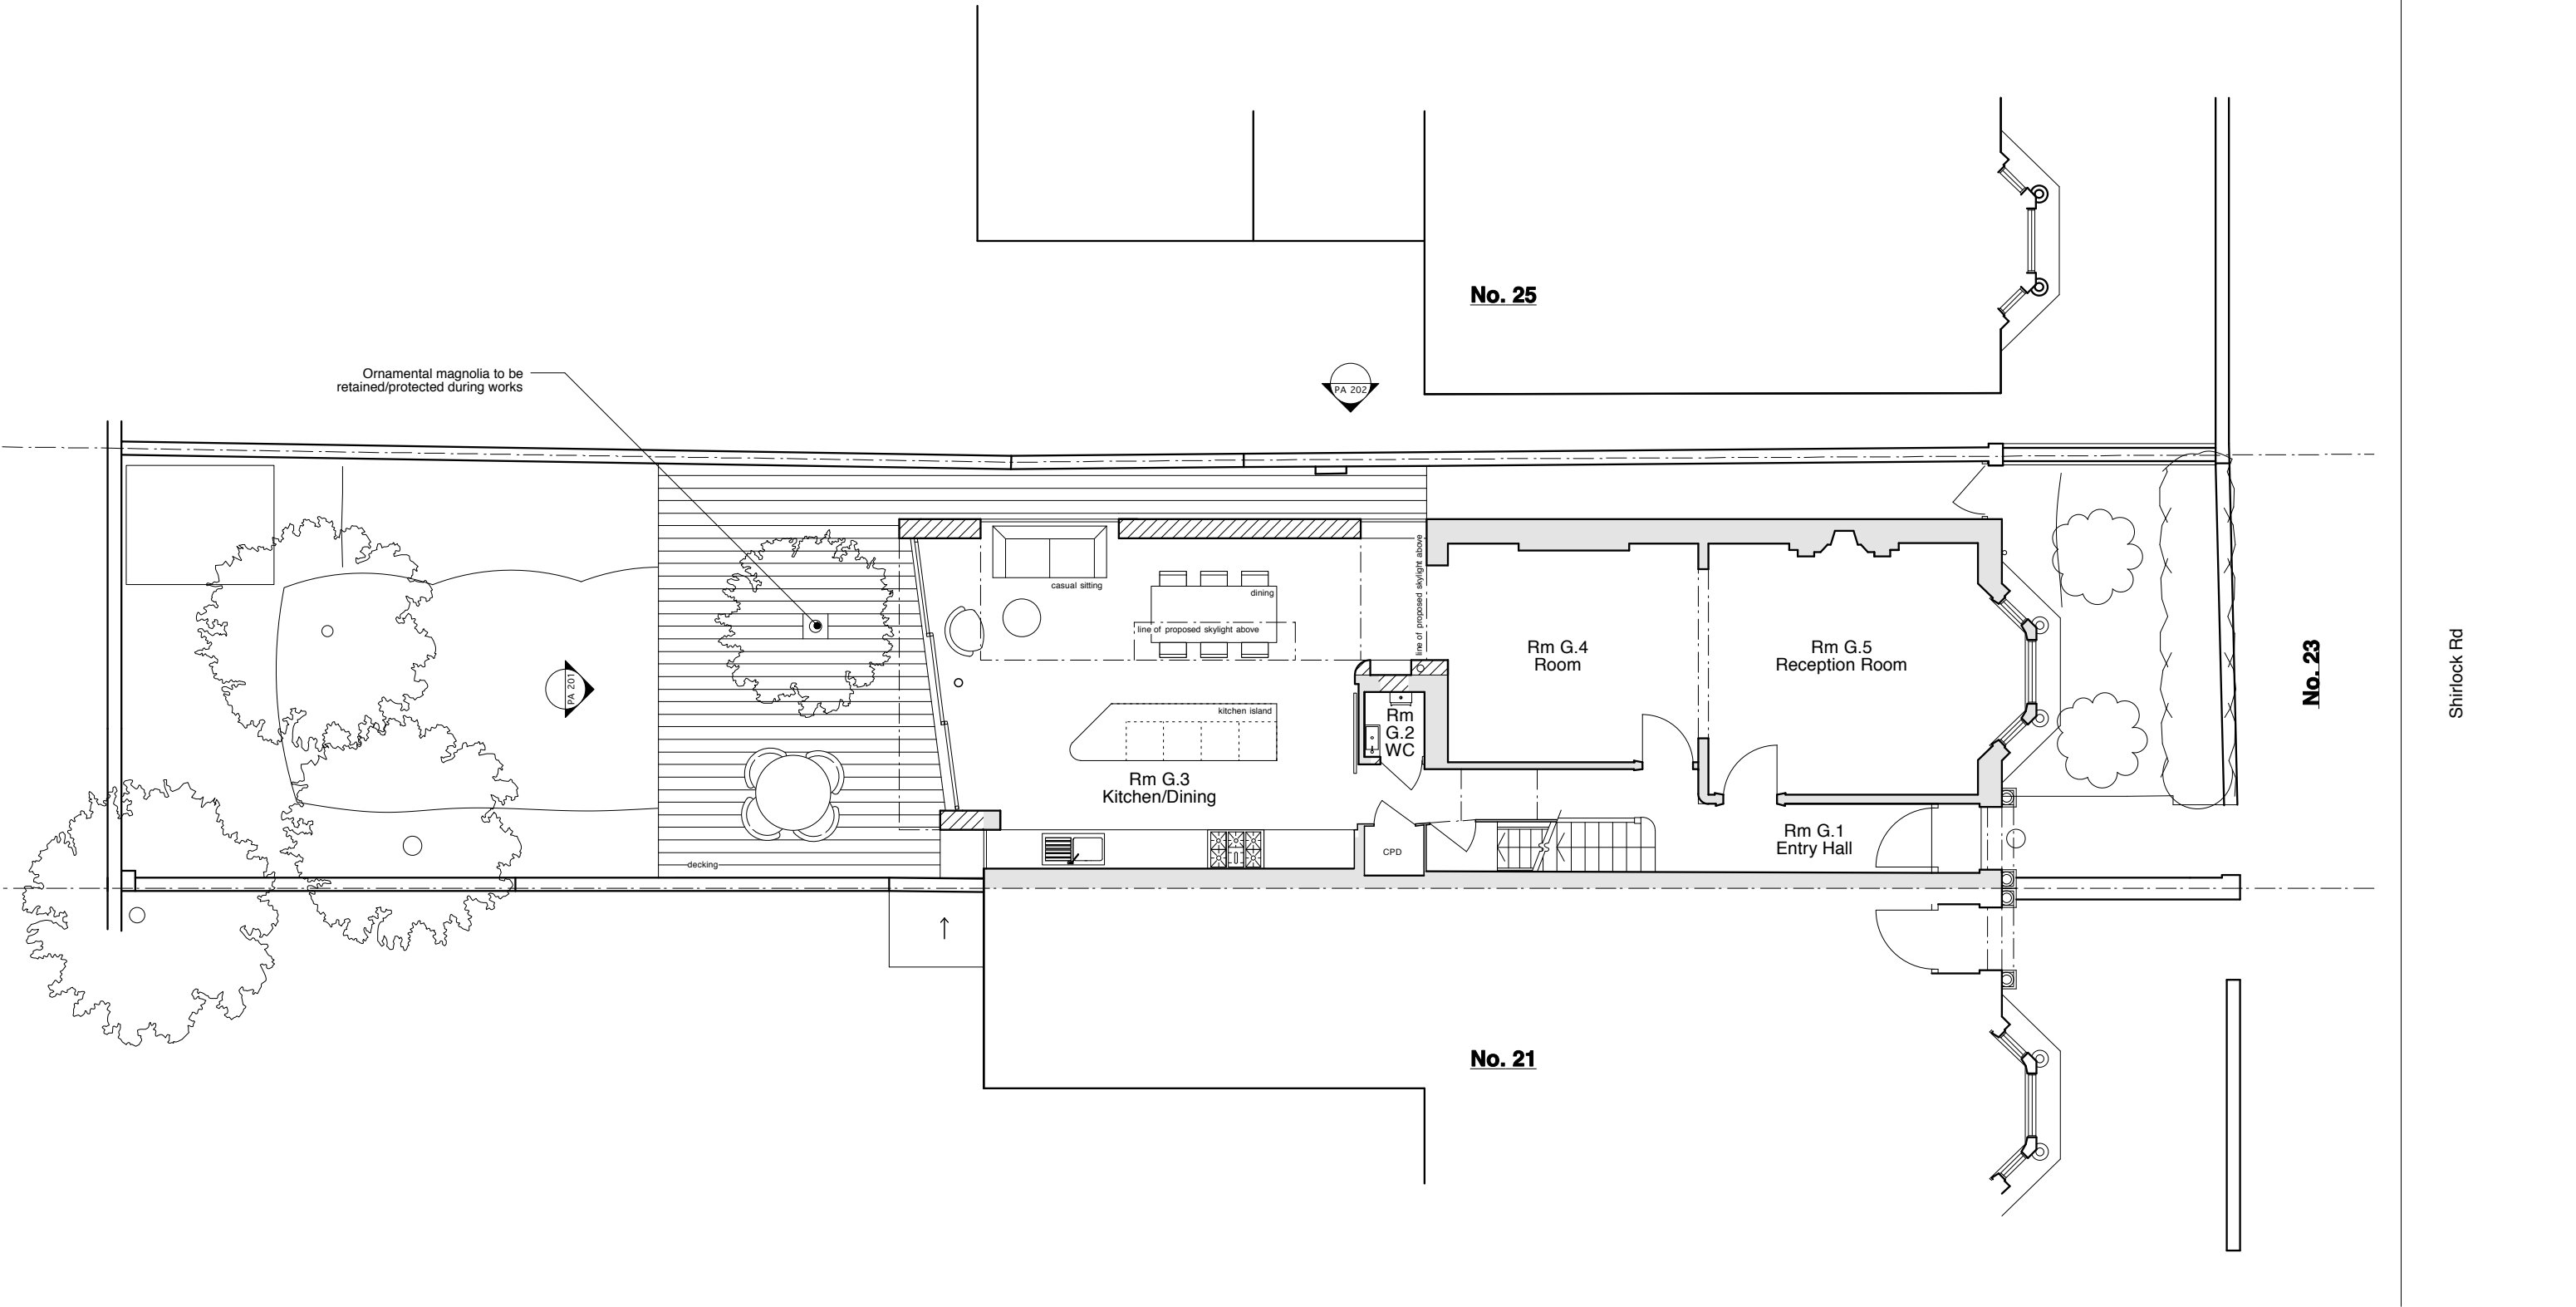 No. 25
Ornamental magnolia to be
retained/protected during works
PA 202
casual sitting
dining
line of proposed skylight above
line of proposed skylight above
Rm G.4
Room
Rm G.5
Reception Room
No. 23
Shirlock Rd
PA 201
kitchen island
Rm
G.2
WC
Rm G.3
Kitchen/Dining
Rm G.1
Entry Hall
CPD
decking
No. 21